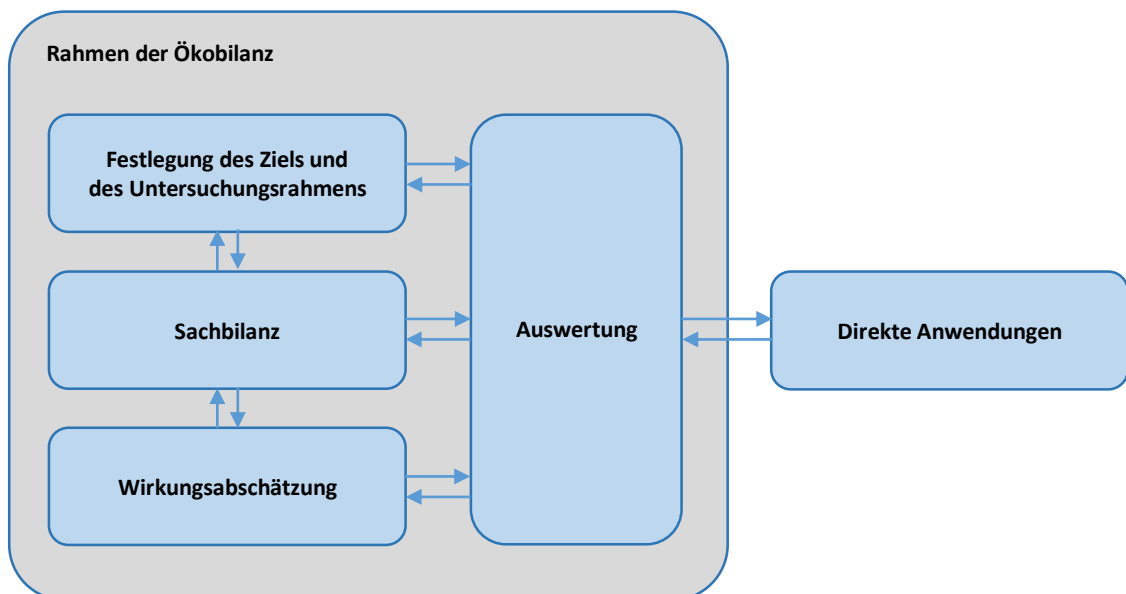 Rahmen der Ökobilanz
Festlegung des Ziels und
des Untersuchungsrahmens
Sachbilanz
Auswertung
Direkte Anwendungen
Wirkungsabschätzung